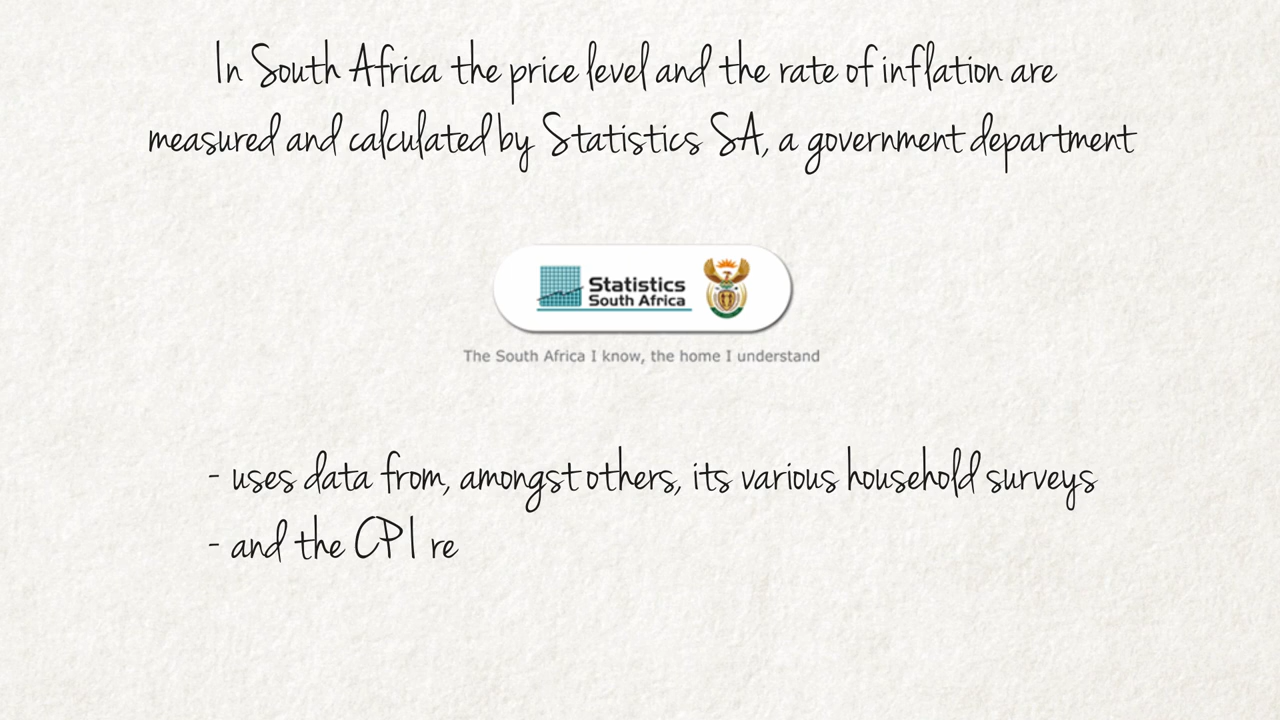 In South Africa the price level and the rate of inflation are
measured and calculated by Statistics SA, a government department
Statistics
South Africa
The South Africa I know, the home I understand
- uses data from, amongst others, its various household surveys
- and the CPI re